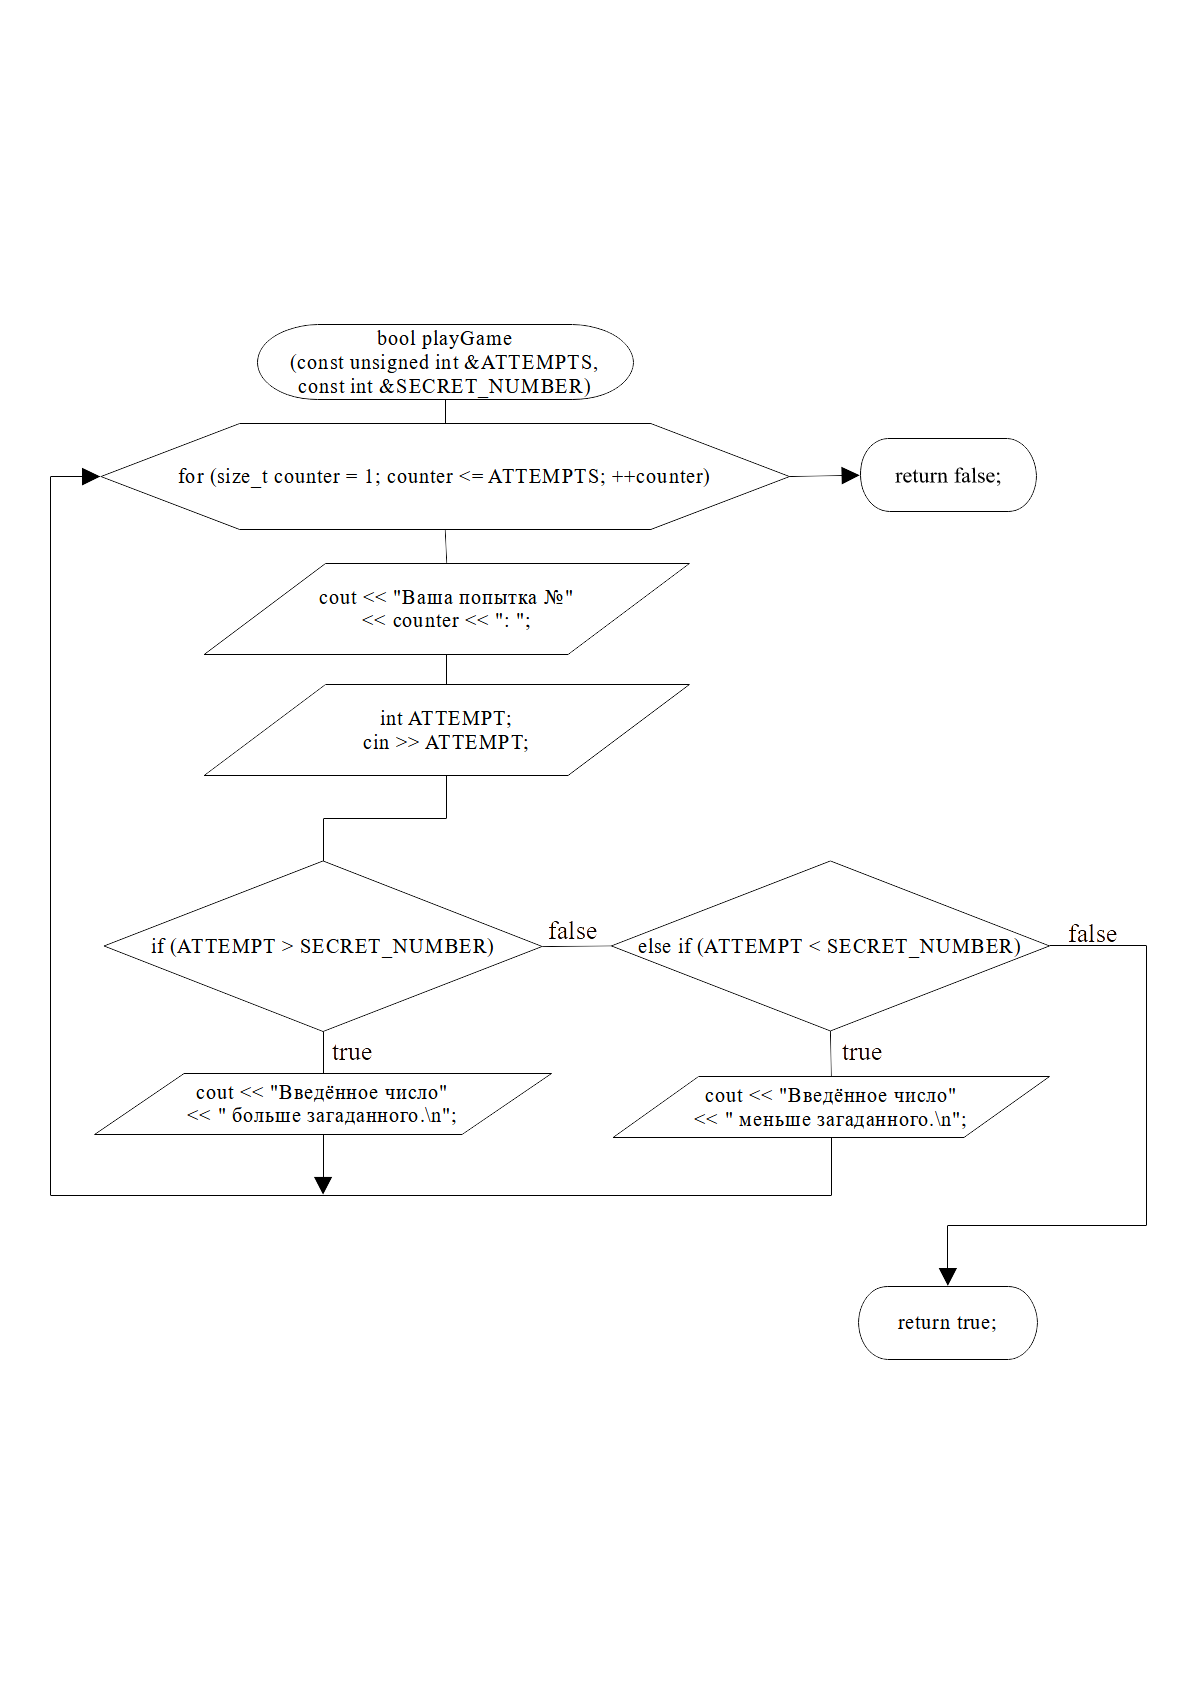 bool playGame
(const unsigned int &ATTEMPTS,
const int &SECRET_NUMBER)
for (size_t counter = 1; counter <= ATTEMPTS; ++counter)
return false;
cout << "Ваша попытка №"
<< counter << ": ";
int ATTEMPT;
cin >> ATTEMPT;
if (ATTEMPT > SECRET_NUMBER)
false
else if (ATTEMPT < SECRET_NUMBER)
false
true
cout << "Введённое число"
<< " больше загаданного.\n";
true
cout << "Введённое число"
<< " меньше загаданного.\n";
return true;